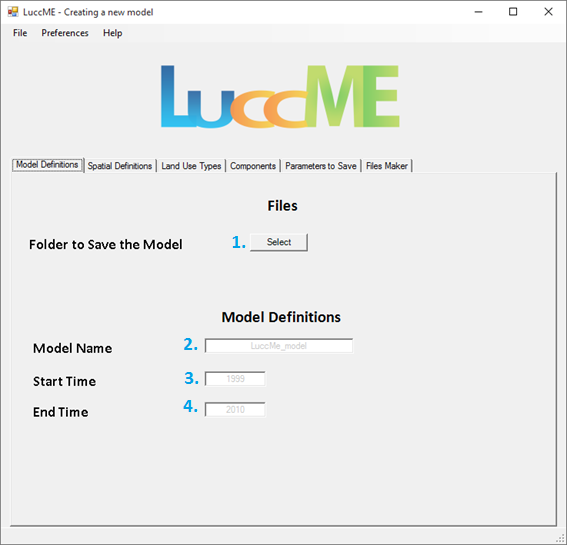 LuccME - Creating a new model
File Preferences Help
LuccME
Model Definitions Spatial Definitions Land Use Types Components Parameters to Save Files Maker
Files
Folder to Save the Model 1. Select
Model Definitions
Model Name 2. LuccMe_model
Start Time 3. 1999
End Time 4. 2010